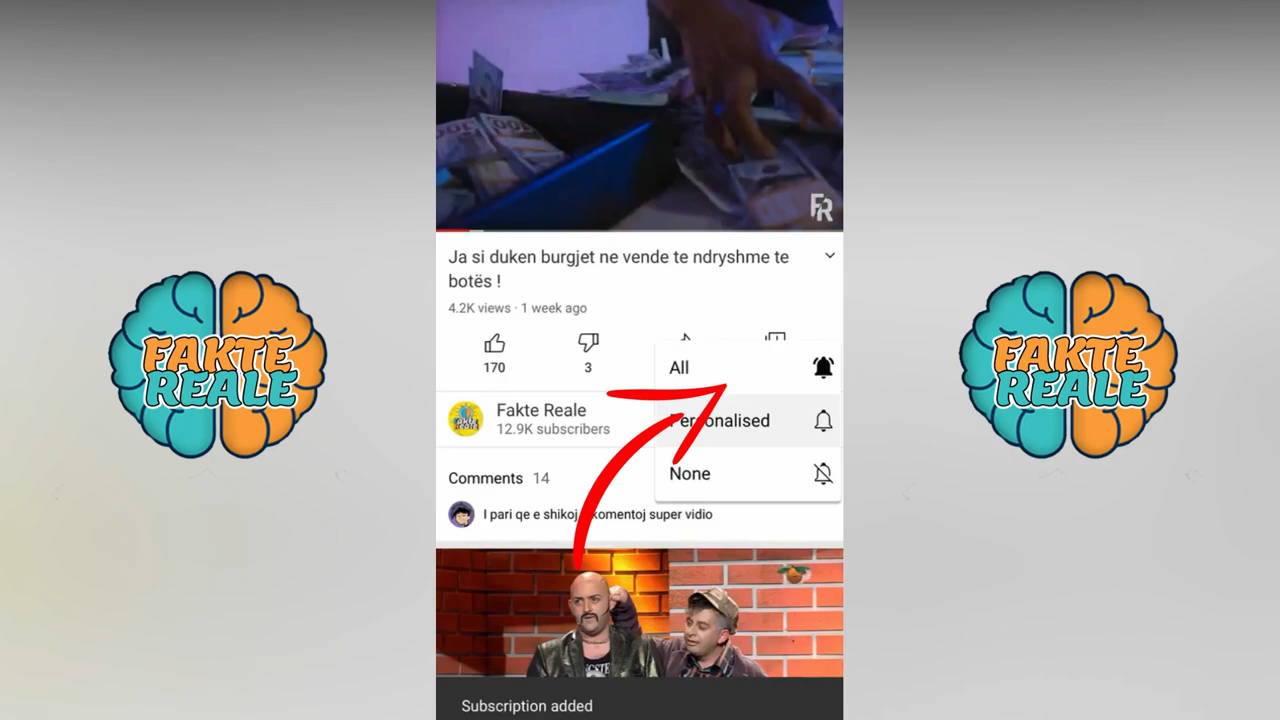 FR
Ja si duken burgjet ne vende te ndryshme te
botës !
4.2K views · 1 week ago
170
3
All
Personalised
None
Fakte Reale
12.9K subscribers
Comments 14
I pari qe e shikoj komentoj super vidio
Subscription added
FAKTE
REALE
FAKTE
REALE